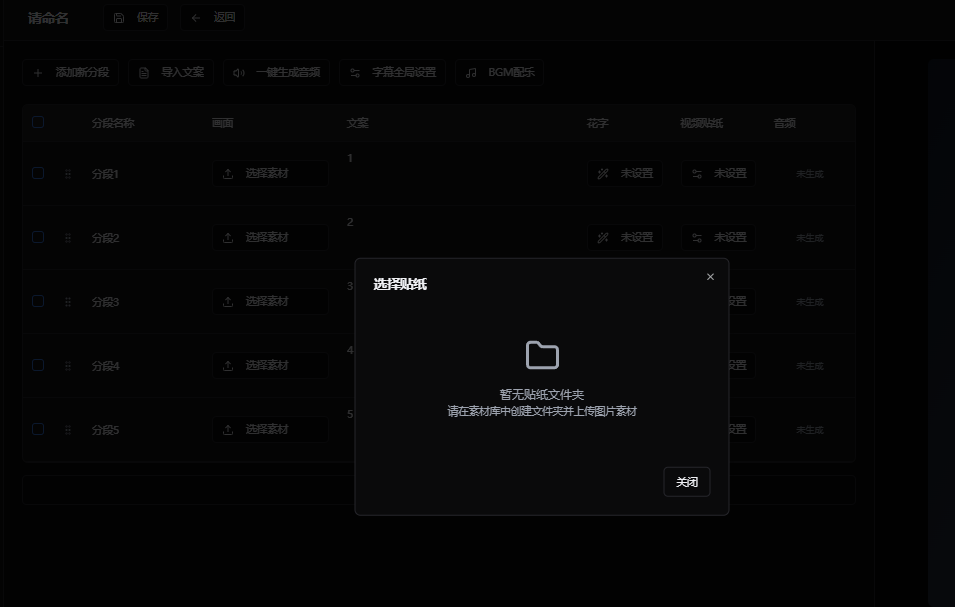 请命名 保存 返回
添加新分段 导入文案 一键生成音频 字幕全局设置 BGM配乐
分段名称 画面 文案 花字 视频贴纸 音频
分段1 选择素材 1 未设置 未设置 未生成
分段2 选择素材 2 未设置 未设置 未生成
分段3 选择素材 3 设置 未生成
分段4 选择素材 4 设置 未生成
分段5 选择素材 5 设置 未生成
选择贴纸
暂无贴纸文件夹
请在素材库中创建文件夹并上传图片素材
关闭